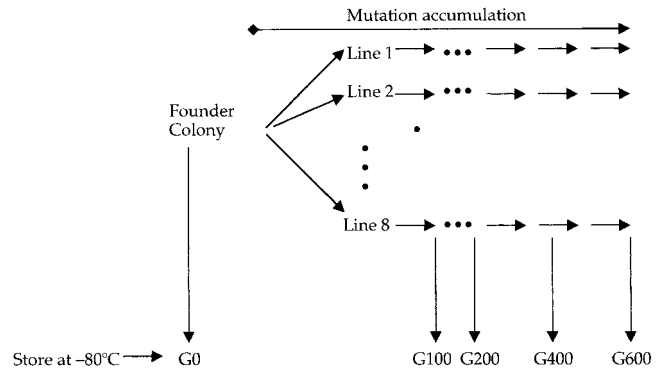 Mutation accumulation
Line 1
Line 2
Founder
Colony
Line 8
Store at –80°C
G0
G100
G200
G400
G600